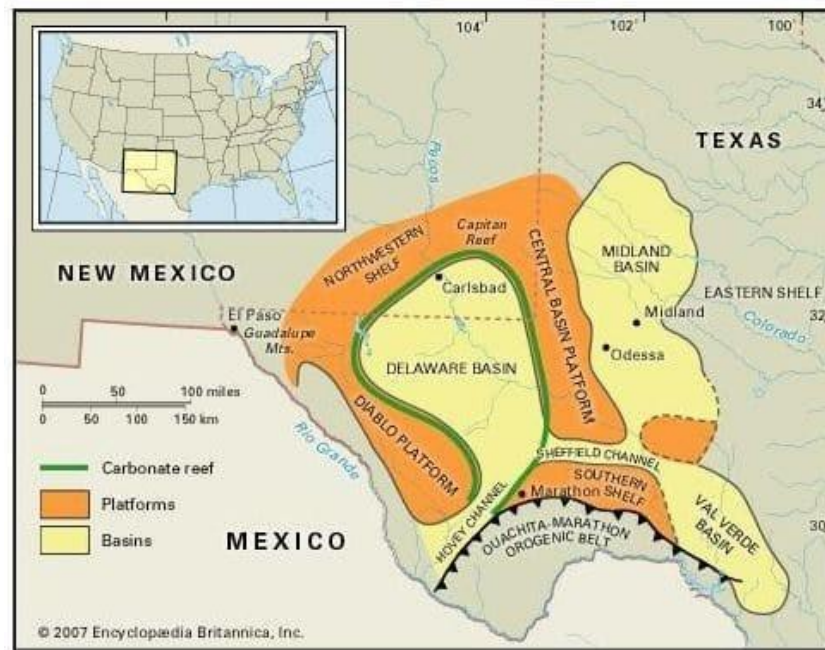 104°
102°
100°
34
TEXAS
Pecos
NORTHWESTERN
SHELF
Capitan
Reef
CENTRAL BASIN PLATFORM
MIDLAND
BASIN
NEW MEXICO
Carlsbad
EASTERN SHELF
El Paso
Guadalupe
Mts.
Midland
32
Colorado
Odessa
DELAWARE BASIN
0 50 100 miles
0 50 100 150 km
DIABLO PLATFORM
Rio Grande
SHEFFIELD CHANNEL
Carbonate reef
SOUTHERN
Marathon Shelf
Platforms
HOVEY CHANNEL
VAL VERDE
BASIN
MEXICO
OUACHITA-MARATHON
OROGENIC BELT
30
Basins
© 2007 Encyclopædia Britannica, Inc.